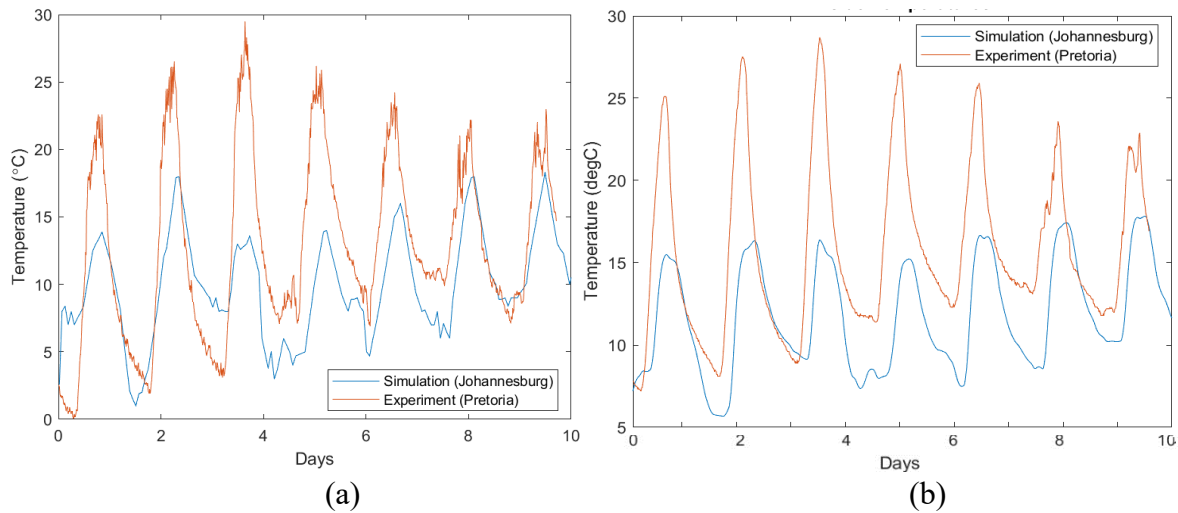 30
25
20
15
10
5
0
Temperature (°C)
Simulation (Johannesburg)
Experiment (Pretoria)
0 2 4 6 8 10
Days
(a)
30
25
20
15
10
5
Temperature (degC)
Simulation (Johannesburg)
Experiment (Pretoria)
0 2 4 6 8 10
Days
(b)